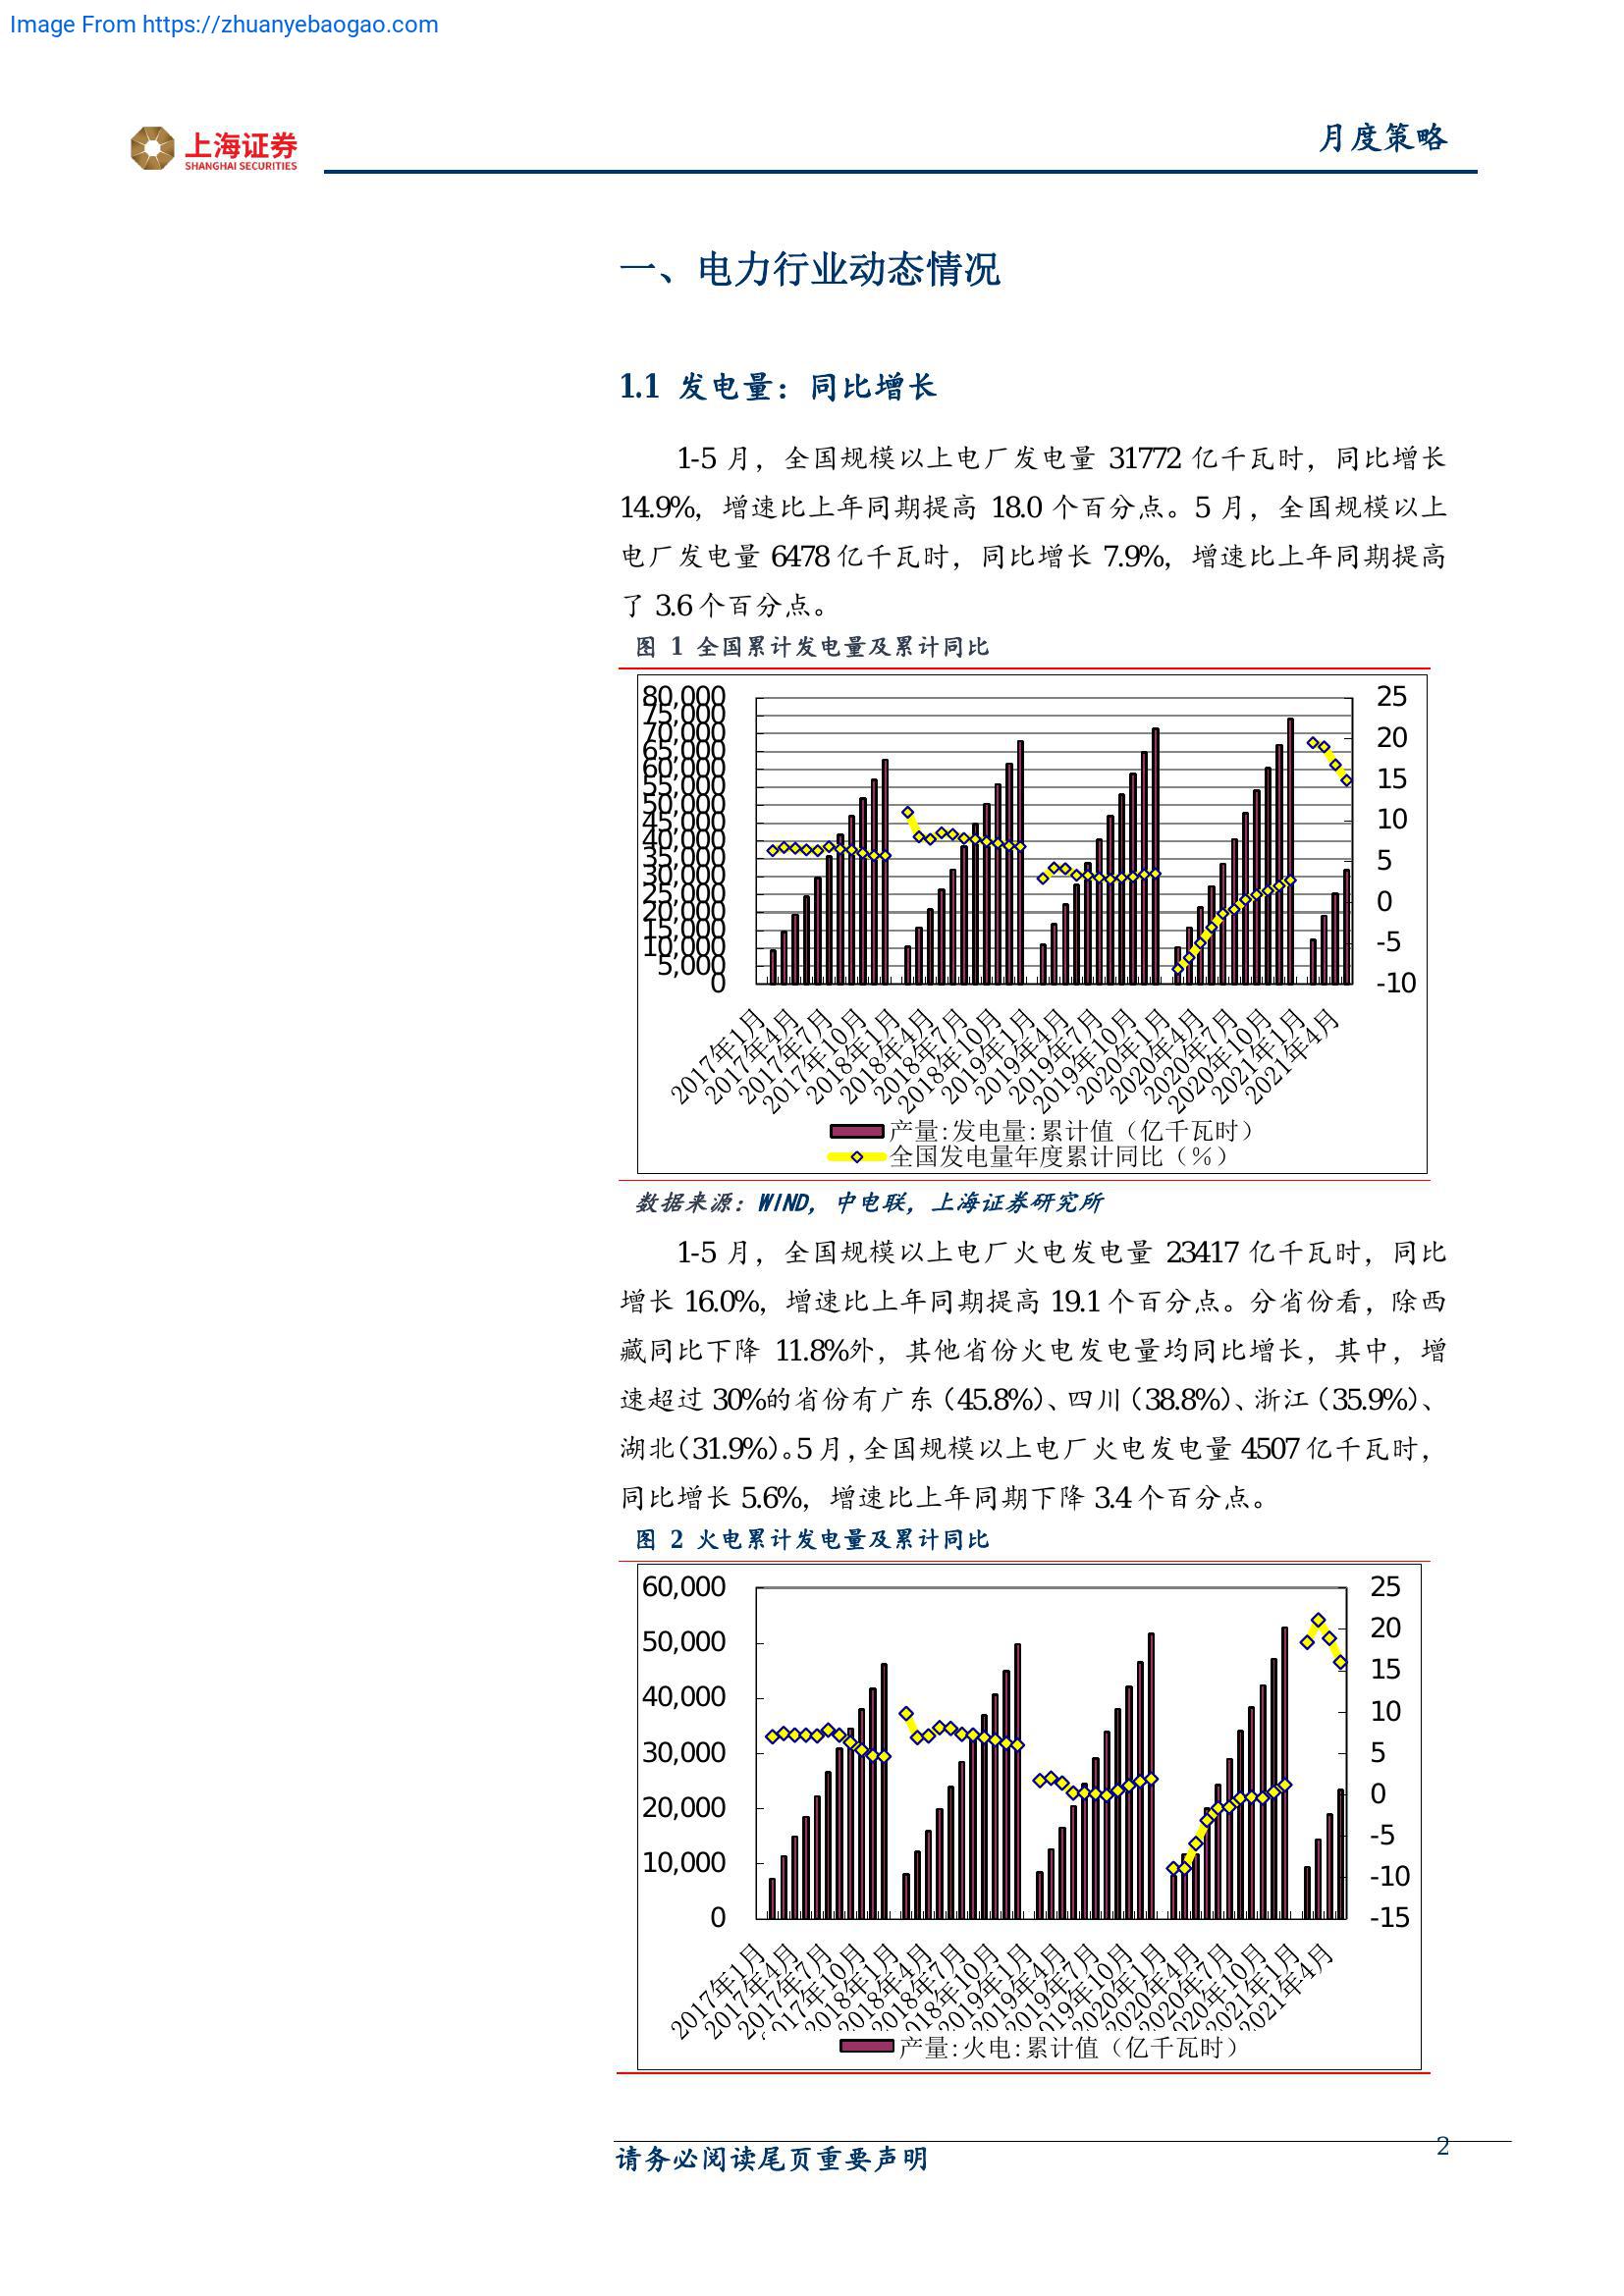 Image From https://zhuanyebaogao.com
上海证券
SHANGHAI SECURITIES
月度策略
一、电力行业动态情况
1.1 发电量：同比增长
1-5 月，全国规模以上电厂发电量 31772 亿千瓦时，同比增长
14.9%，增速比上年同期提高 18.0 个百分点。5 月，全国规模以上
电厂发电量 6478 亿千瓦时，同比增长 7.9%，增速比上年同期提高
了 3.6 个百分点。
图 1 全国累计发电量及累计同比
80,000
75,000
70,000
65,000
60,000
55,000
50,000
45,000
40,000
35,000
30,000
25,000
20,000
15,000
10,000
5,000
0
25
20
15
10
5
0
-5
-10
2017年1月
2017年4月
2017年7月
2017年10月
2018年1月
2018年4月
2018年7月
2018年10月
2019年1月
2019年4月
2019年7月
2019年10月
2020年1月
2020年4月
2020年7月
2020年10月
2021年1月
2021年4月
产量:发电量:累计值（亿千瓦时）
全国发电量年度累计同比（%）
数据来源：WIND，中电联，上海证券研究所
1-5 月，全国规模以上电厂火电发电量 23417 亿千瓦时，同比
增长 16.0%，增速比上年同期提高 19.1 个百分点。分省份看，除西
藏同比下降 11.8%外，其他省份火电发电量均同比增长，其中，增
速超过 30%的省份有广东（45.8%）、四川（38.8%）、浙江（35.9%）、
湖北（31.9%）。5 月，全国规模以上电厂火电发电量 4507 亿千瓦时，
同比增长 5.6%，增速比上年同期下降 3.4 个百分点。
图 2 火电累计发电量及累计同比
60,000
50,000
40,000
30,000
20,000
10,000
0
25
20
15
10
5
0
-5
-10
-15
2017年1月
2017年4月
2017年7月
2017年10月
2018年1月
2018年4月
2018年7月
2018年10月
2019年1月
2019年4月
2019年7月
2019年10月
2020年1月
2020年4月
2020年7月
2020年10月
2021年1月
2021年4月
产量:火电:累计值（亿千瓦时）
请务必阅读尾页重要声明
2